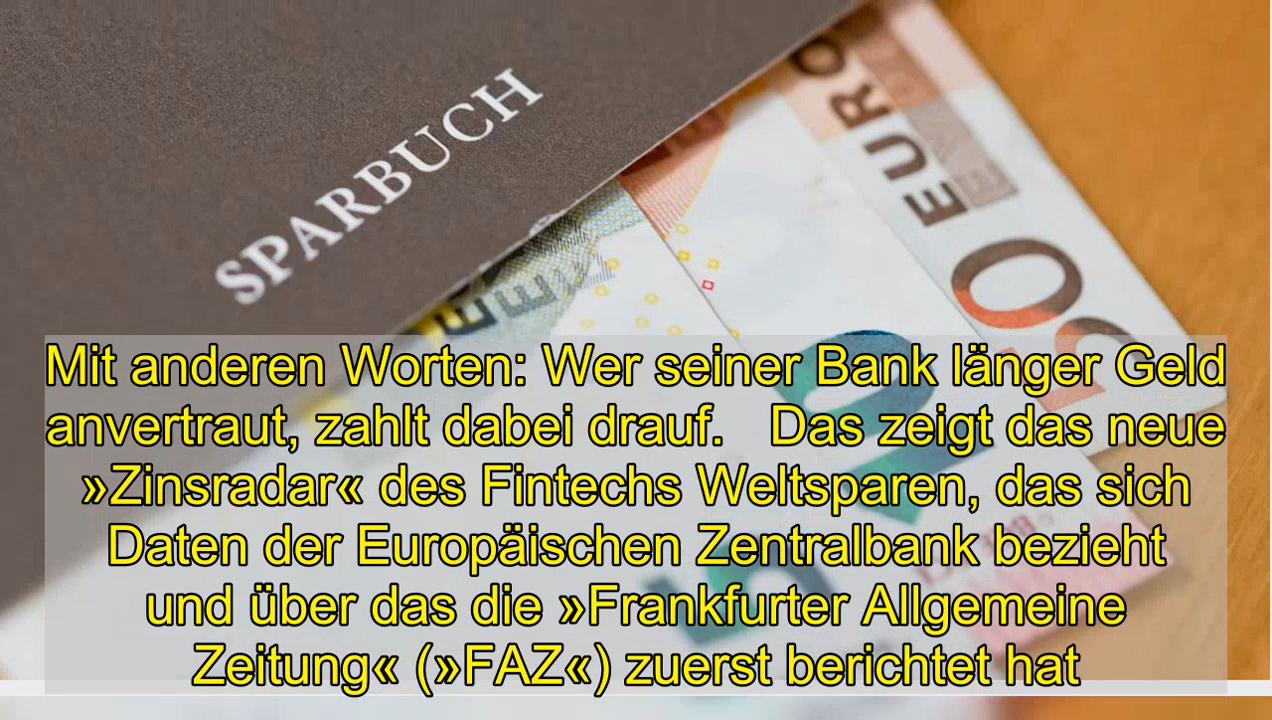 SPARBUCH
EURO
50
Mit anderen Worten: Wer seiner Bank länger Geld
anvertraut, zahlt dabei drauf.   Das zeigt das neue
»Zinsradar« des Fintechs Weltsparen, das sich
Daten der Europäischen Zentralbank bezieht
und über das die »Frankfurter Allgemeine
Zeitung« (»FAZ«) zuerst berichtet hat